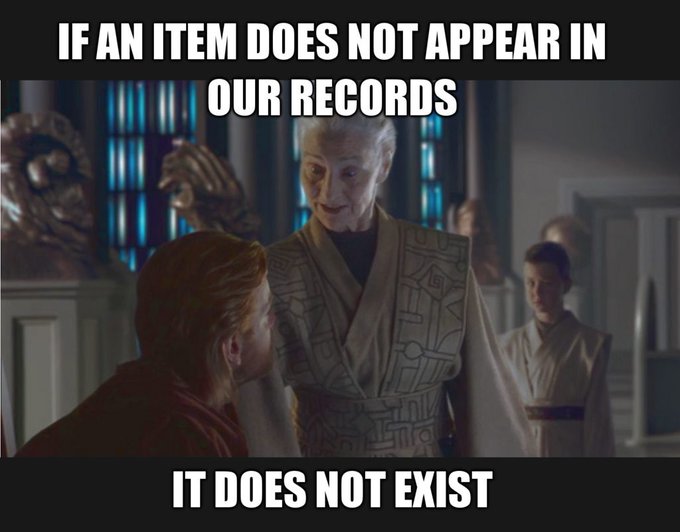 IF AN ITEM DOES NOT APPEAR IN
OUR RECORDS
IT DOES NOT EXIST